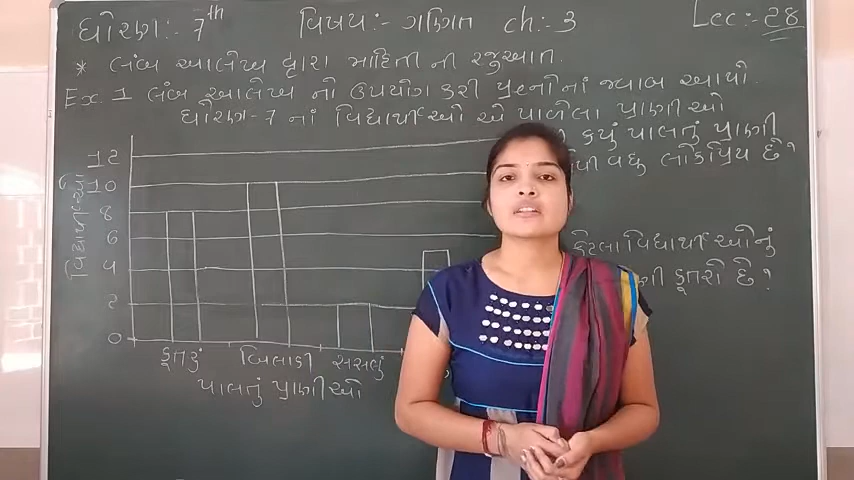 ધોરણ :- 7th વિષય :- ગણિત ch :- 3 Lec :- 28
* લંબ આલેખ દ્વારા માહિતી ની રજુઆત.
Ex. 1 લંબ આલેખ નો ઉપયોગ કરી પ્રશ્નોનાં જવાબ આપો.
ધોરણ-7 નાં વિદ્યાર્થીઓ એ પાળેલા પ્રાણીઓ
કયું પાલતું પ્રાણી
વધુ લોકપ્રિય છે?
કેટલા વિદ્યાર્થીઓનું
કૂતરો છે?
વિદ્યાર્થીઓ
12
10
8
6
4
2
0
કૂતરું બિલાડી સસલું
પાલતું પ્રાણીઓ